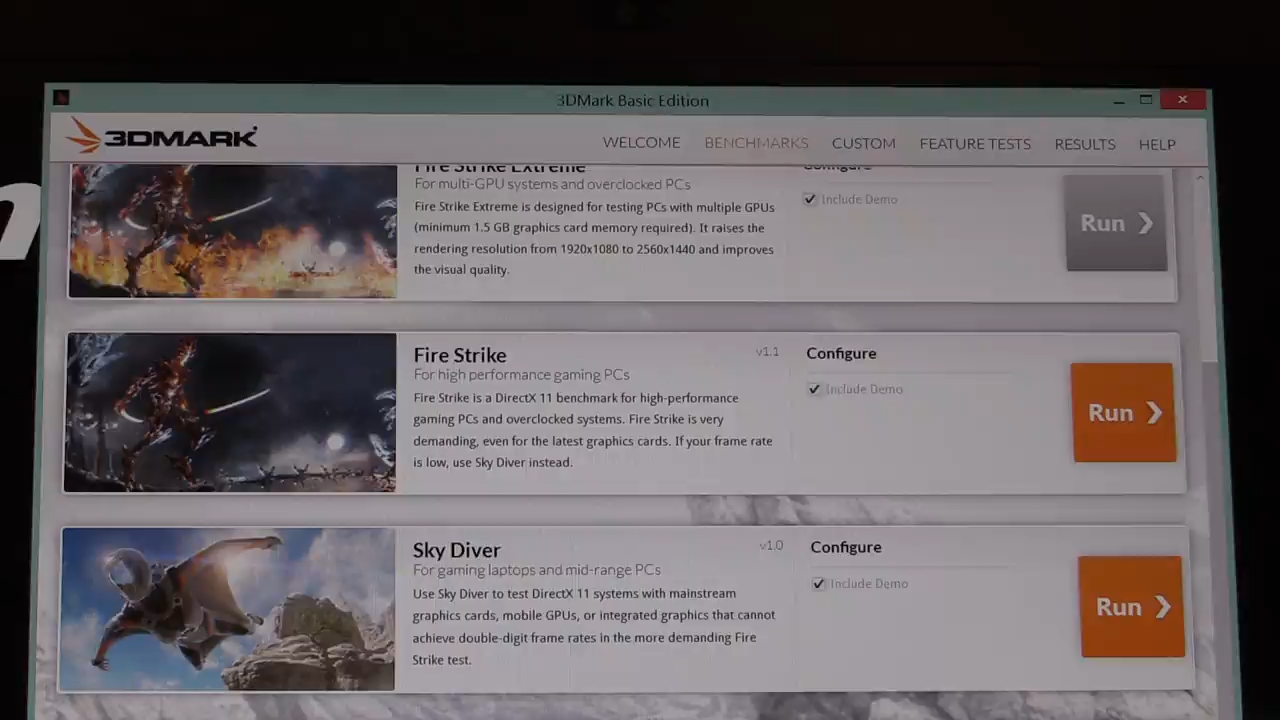 3DMark Basic Edition
3DMARK
WELCOME BENCHMARKS CUSTOM FEATURE TESTS RESULTS HELP
Fire Strike Extreme
Configure
For multi-GPU systems and overclocked PCs
Include Demo
Fire Strike Extreme is designed for testing PCs with multiple GPUs
(minimum 1.5 GB graphics card memory required). It raises the
rendering resolution from 1920x1080 to 2560x1440 and improves
the visual quality.
Run
Fire Strike
v1.1
Configure
For high performance gaming PCs
Include Demo
Fire Strike is a DirectX 11 benchmark for high-performance
gaming PCs and overclocked systems. Fire Strike is very
demanding, even for the latest graphics cards. If your frame rate
is low, use Sky Diver instead.
Run
Sky Diver
v1.0
Configure
For gaming laptops and mid-range PCs
Include Demo
Use Sky Diver to test DirectX 11 systems with mainstream
graphics cards, mobile GPUs, or integrated graphics that cannot
achieve double-digit frame rates in the more demanding Fire
Strike test.
Run